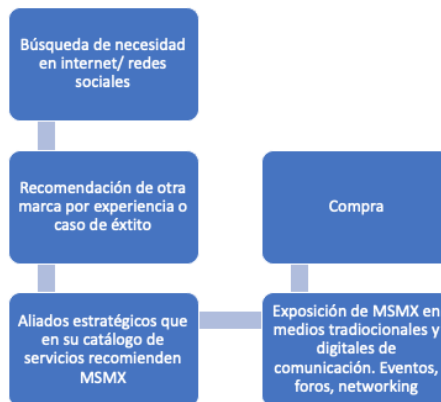 Búsqueda de necesidad
en internet/ redes
sociales
Recomendación de otra
marca por experiencia o
caso de éxtito
Aliados estratégicos que
en su catálogo de
servicios recomienden
MSMX
Exposición de MSMX en
medios tradiocionales y
digitales de
comunicación. Eventos,
foros, networking
Compra